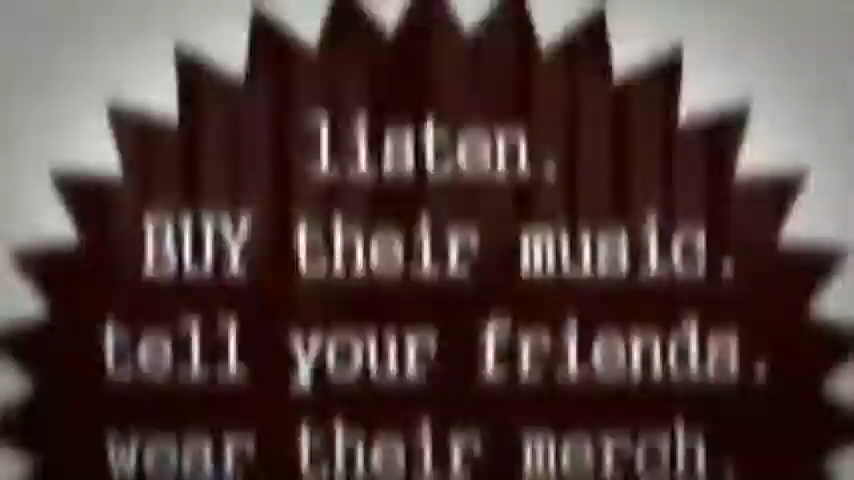 listen.
BUY their music.
tell your friends.
wear their merch.